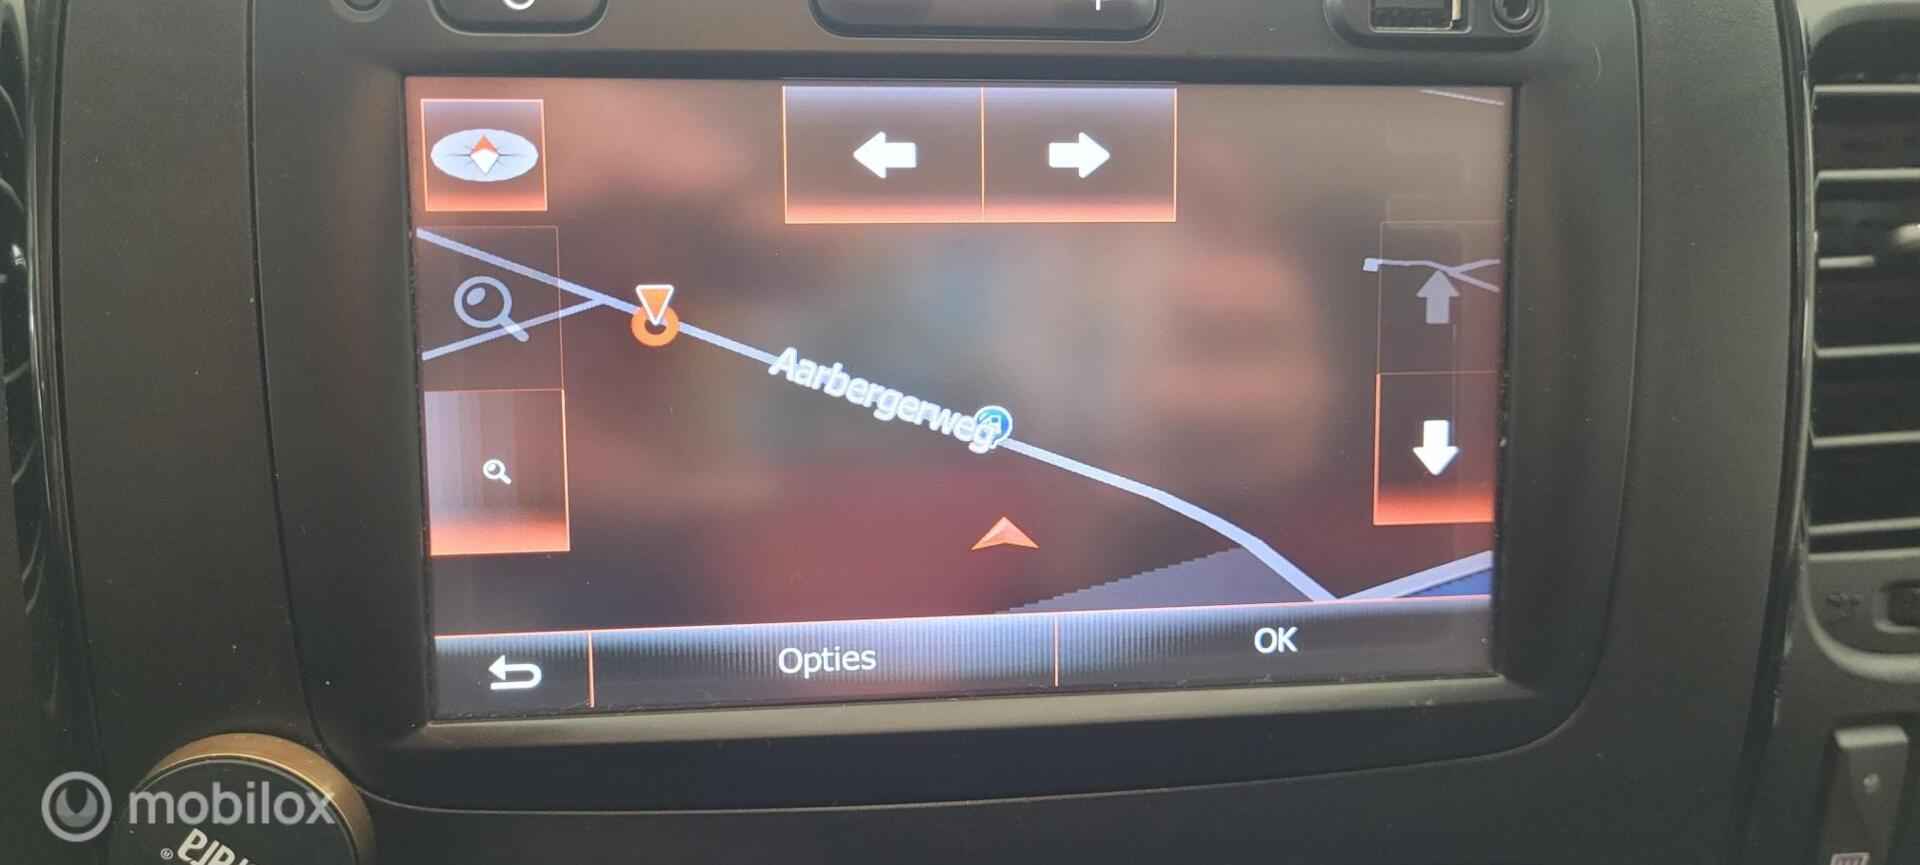 Aarbergerweg
Opties
OK
mobilox